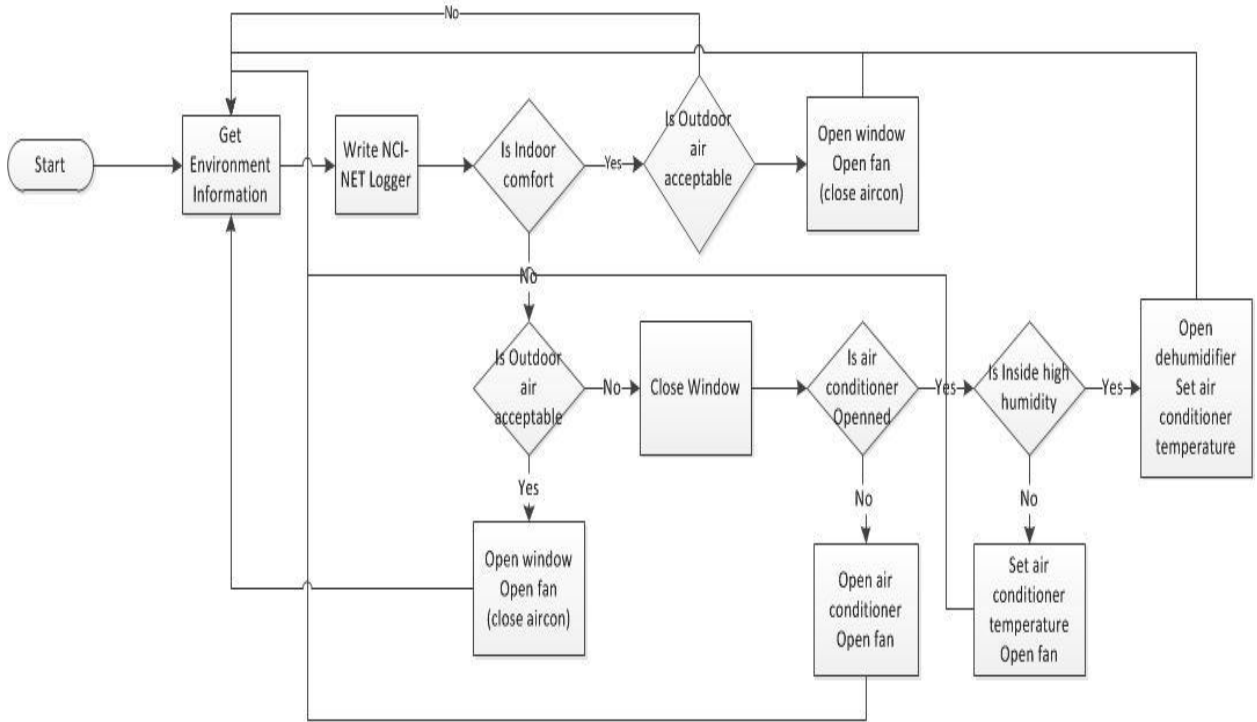 No
Start
Get
Environment
Information
Write NCI-
NET Logger
Is Indoor
comfort
Yes
Is Outdoor
air
acceptable
Open window
Open fan
(close aircon)
No
Is Outdoor
air
acceptable
No
Close Window
Is air
conditioner
Openned
Yes
Is Inside high
humidity
Yes
Open
dehumidifier
Set air
conditioner
temperature
Yes
No
No
Open window
Open fan
(close aircon)
Open air
conditioner
Open fan
Set air
conditioner
temperature
Open fan